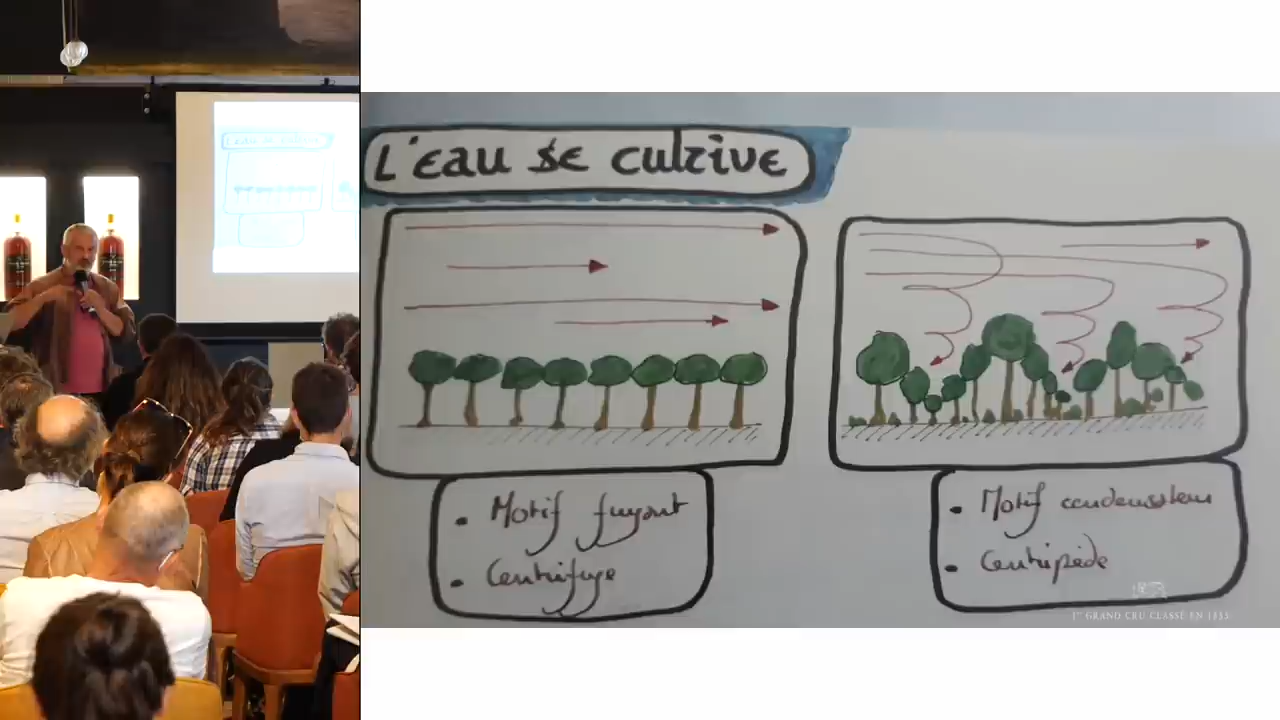 L'eau se cultive
• Motif fuyant
• Centrifuge
• Motif condensateur
• Centripède
1ER GRAND CRU CLASSÉ EN 1855